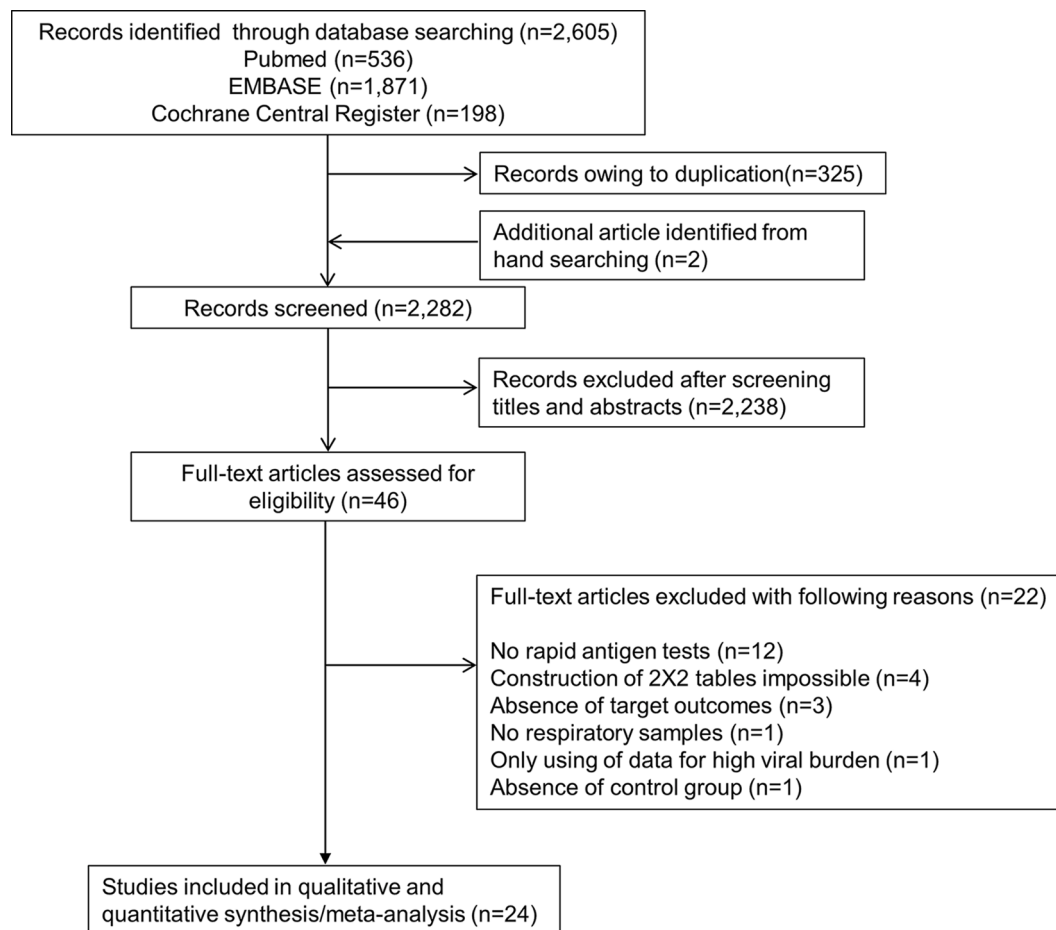 Records identified through database searching (n=2,605)
Pubmed (n=536)
EMBASE (n=1,871)
Cochrane Central Register (n=198)
Records owing to duplication(n=325)
Additional article identified from
hand searching (n=2)
Records screened (n=2,282)
Records excluded after screening
titles and abstracts (n=2,238)
Full-text articles assessed for
eligibility (n=46)
Full-text articles excluded with following reasons (n=22)
No rapid antigen tests (n=12)
Construction of 2X2 tables impossible (n=4)
Absence of target outcomes (n=3)
No respiratory samples (n=1)
Only using of data for high viral burden (n=1)
Absence of control group (n=1)
Studies included in qualitative and
quantitative synthesis/meta-analysis (n=24)